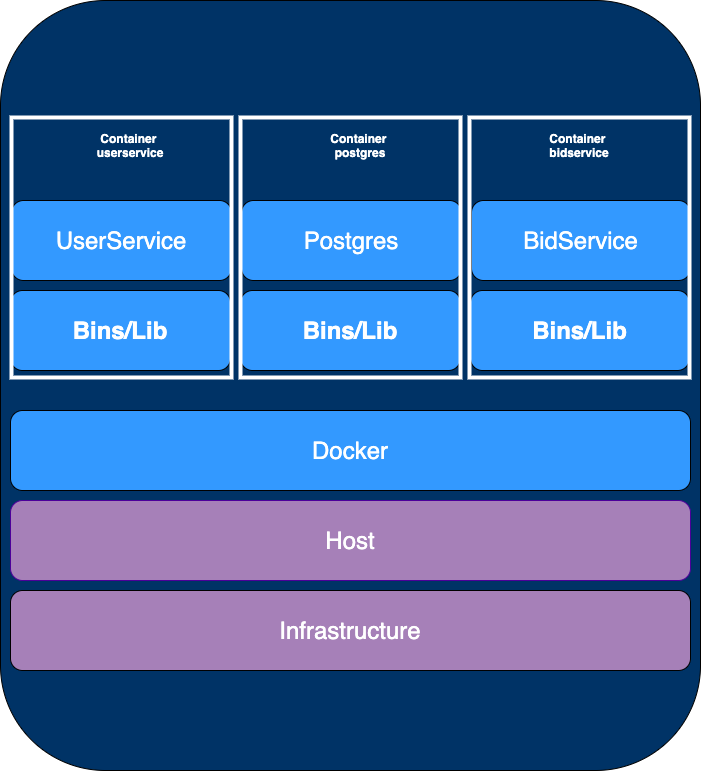 Container
userservice
Container
postgres
Container
bidservice
UserService
Postgres
BidService
Bins/Lib
Bins/Lib
Bins/Lib
Docker
Host
Infrastructure